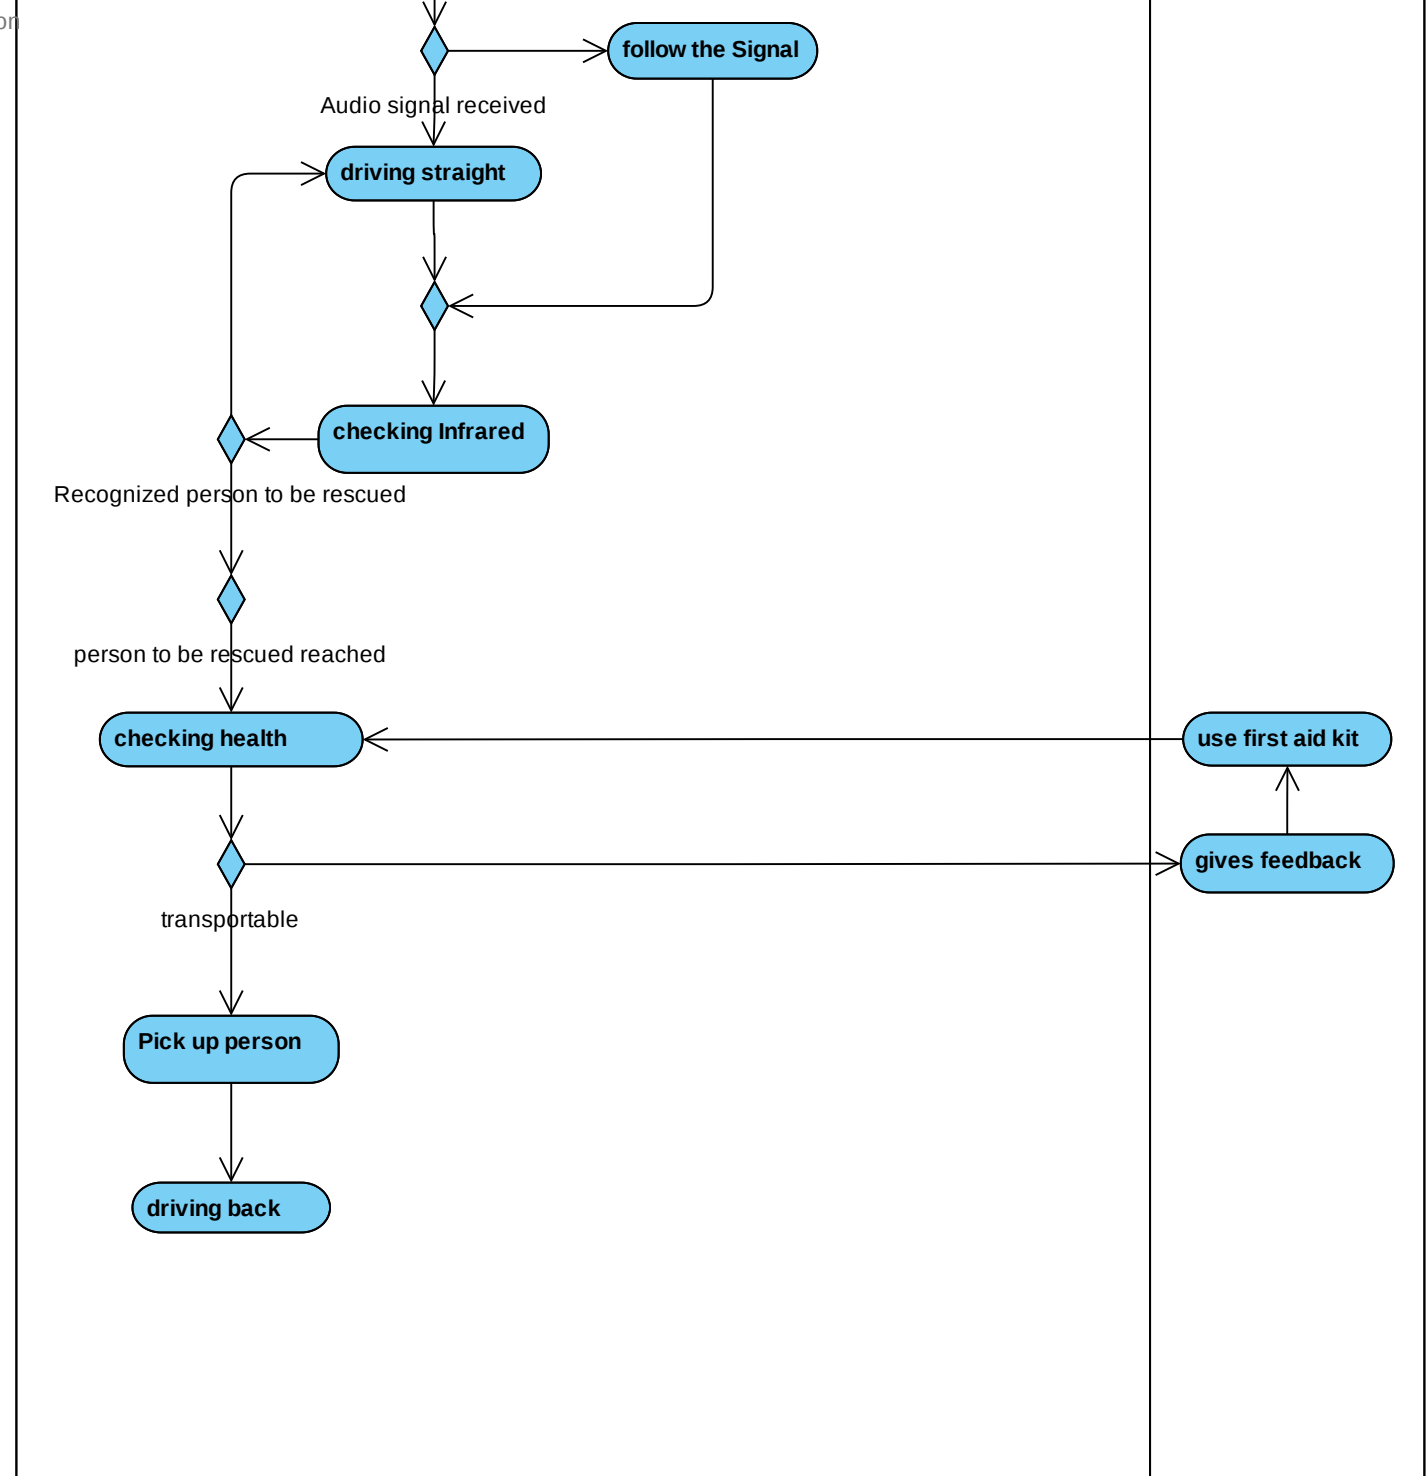 on
follow the Signal
Audio signal received
driving straight
checking Infrared
Recognized person to be rescued
person to be rescued reached
checking health
use first aid kit
gives feedback
transportable
Pick up person
driving back